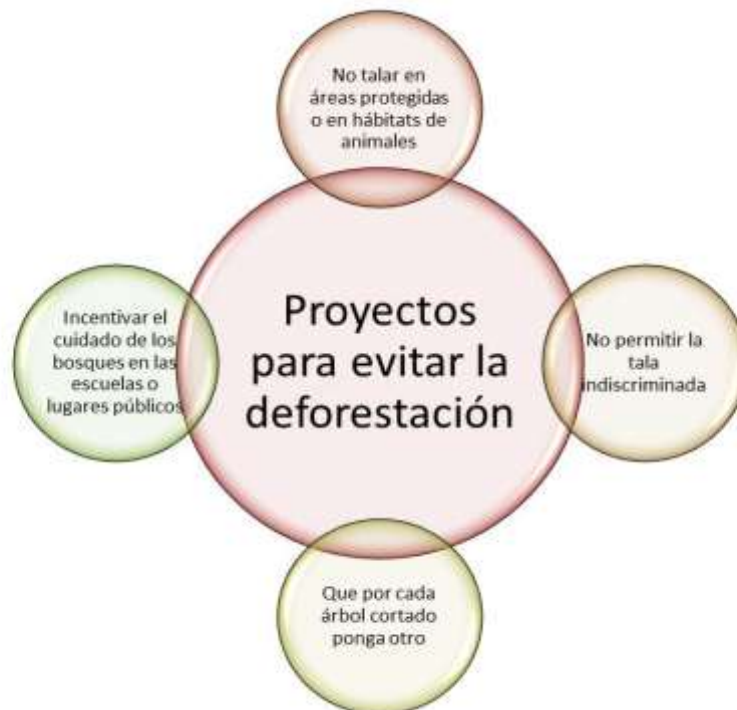 No talar en
áreas protegidas
o en hábitats de
animales
Incentivar el
cuidado de los
bosques en las
escuelas o
lugares públicos
Proyectos
para evitar la
deforestación
No permitir la
tala
indiscriminada
Que por cada
árbol cortado
ponga otro